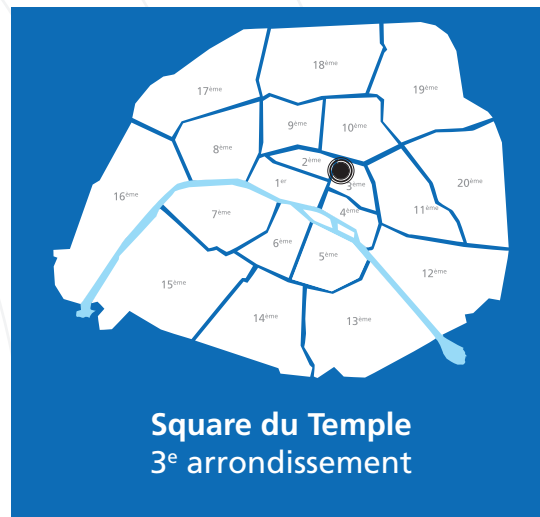 18ème
17ème
19ème
9ème
10ème
8ème
2ème
1er
3ème
20ème
16ème
7ème
4ème
11ème
6ème
5ème
12ème
15ème
14ème
13ème
Square du Temple
3e arrondissement